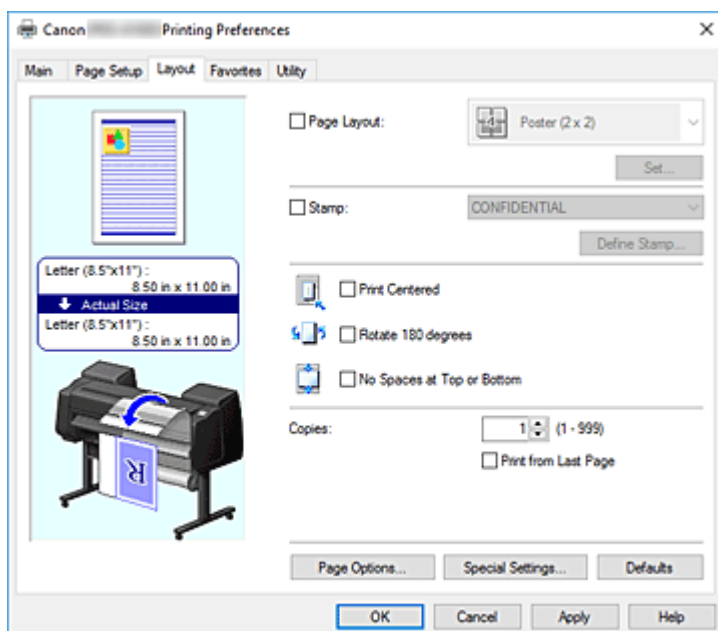 Canon Printing Preferences
Main Page Setup Layout Favorites Utility
Page Layout:
4
Poster (2 x 2)
Set...
Stamp:
CONFIDENTIAL
Define Stamp...
Letter (8.5"x11") :
8.50 in x 11.00 in
Actual Size
Letter (8.5"x11") :
8.50 in x 11.00 in
Print Centered
Rotate 180 degrees
No Spaces at Top or Bottom
Copies:
1 (1 - 999)
Print from Last Page
R
Page Options... Special Settings... Defaults
OK Cancel Apply Help